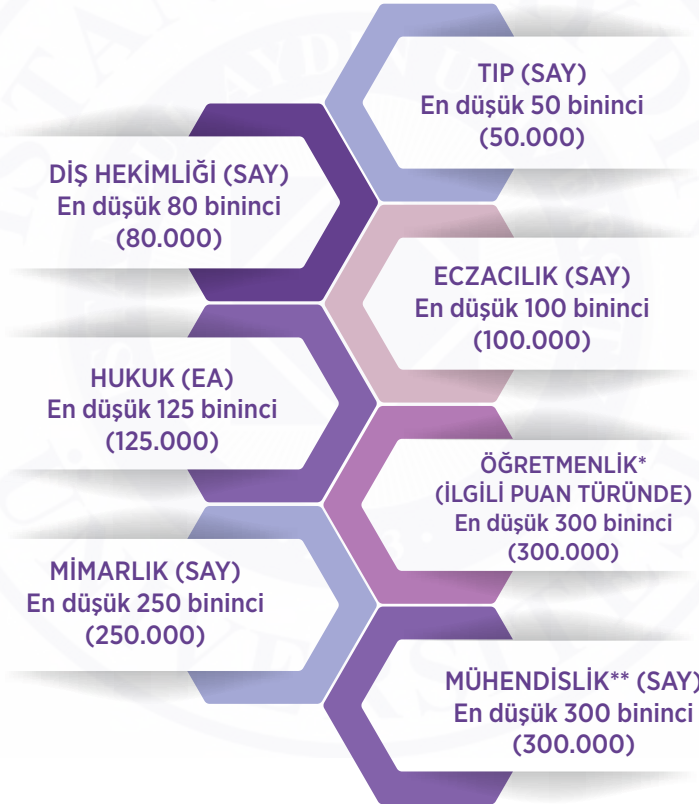 TIP (SAY)
En düşük 50 bininci
(50.000)
DİŞ HEKİMLİĞİ (SAY)
En düşük 80 bininci
(80.000)
ECZACILIK (SAY)
En düşük 100 bininci
(100.000)
HUKUK (EA)
En düşük 125 bininci
(125.000)
ÖĞRETMENLİK*
(İLGİLİ PUAN TÜRÜNDE)
En düşük 300 bininci
(300.000)
MİMARLIK (SAY)
En düşük 250 bininci
(250.000)
MÜHENDİSLİK** (SAY)
En düşük 300 bininci
(300.000)